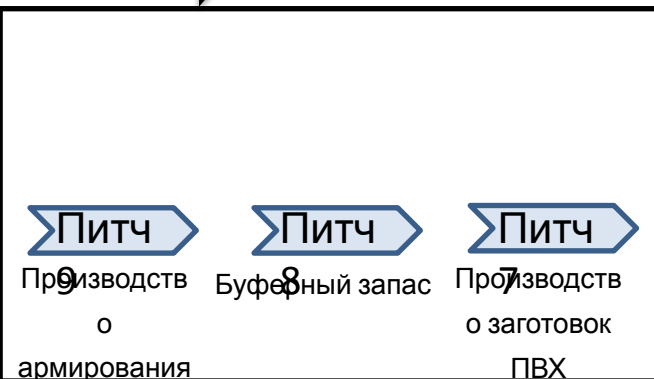 Питч 9
Производств
о
армирования
Питч 8
Буферный запас
Питч 7
Производств
о заготовок
ПВХ